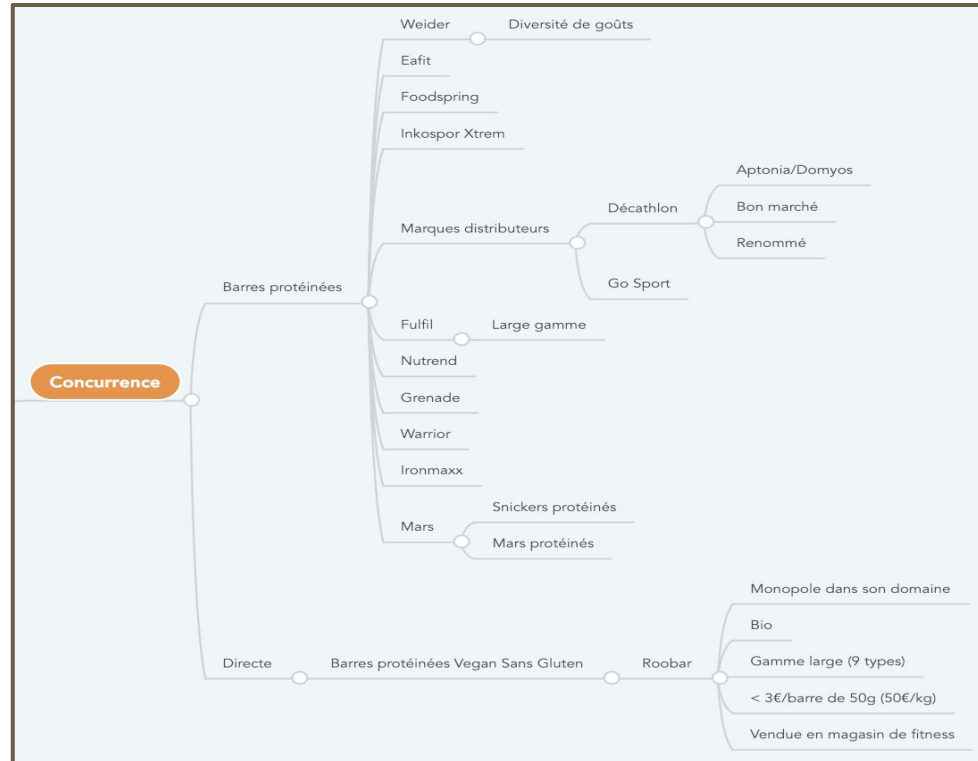 Weider
Diversité de goûts
Eafit
Foodspring
Inkospor Xtrem
Aptonia/Domyos
Décathlon
Bon marché
Marques distributeurs
Renommé
Go Sport
Barres protéinées
Fulfil
Large gamme
Nutrend
Concurrence
Grenade
Warrior
Ironmaxx
Snickers protéinés
Mars
Mars protéinés
Monopole dans son domaine
Bio
Directe
Barres protéinées Vegan Sans Gluten
Roobar
Gamme large (9 types)
< 3€/barre de 50g (50€/kg)
Vendue en magasin de fitness